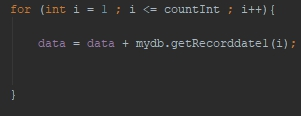 for (int i = 1 ; i <= countInt ; i++){
data = data + mydb.getRecorddate1(i);
}